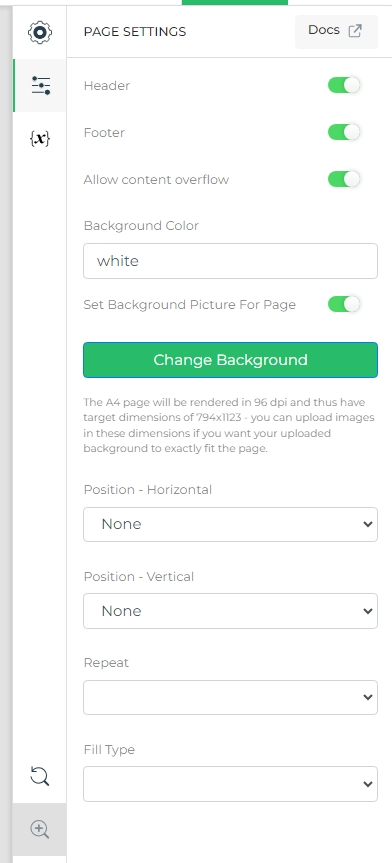 PAGE SETTINGS
Docs
Header
{x}
Footer
Allow content overflow
Background Color
white
Set Background Picture For Page
Change Background
The A4 page will be rendered in 96 dpi and thus have
target dimensions of 794x1123 - you can upload images
in these dimensions if you want your uploaded
background to exactly fit the page.
Position - Horizontal
None
Position - Vertical
None
Repeat
Fill Type